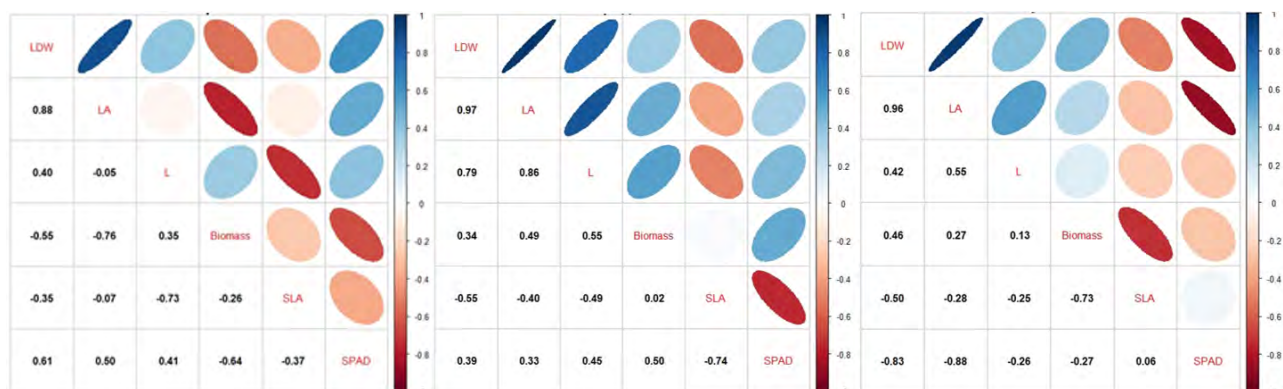 LDW
0.88 LA
0.40 -0.05 L
-0.55 -0.76 0.35 Biomass
-0.35 -0.07 -0.73 -0.26 SLA
0.61 0.50 0.41 -0.64 -0.37 SPAD
1
0.8
0.6
0.4
0.2
0
-0.2
-0.4
-0.6
-0.8
LDW
0.97 LA
0.79 0.86 L
0.34 0.49 0.55 Biomass
-0.55 -0.40 -0.49 0.02 SLA
0.39 0.33 0.45 0.50 -0.74 SPAD
1
0.8
0.6
0.4
0.2
0
-0.2
-0.4
-0.6
-0.8
LDW
0.96 LA
0.42 0.55 L
0.46 0.27 0.13 Biomass
-0.50 -0.28 -0.25 -0.73 SLA
-0.83 -0.88 -0.26 -0.27 0.06 SPAD
1
0.8
0.6
0.4
0.2
0
-0.2
-0.4
-0.6
-0.8